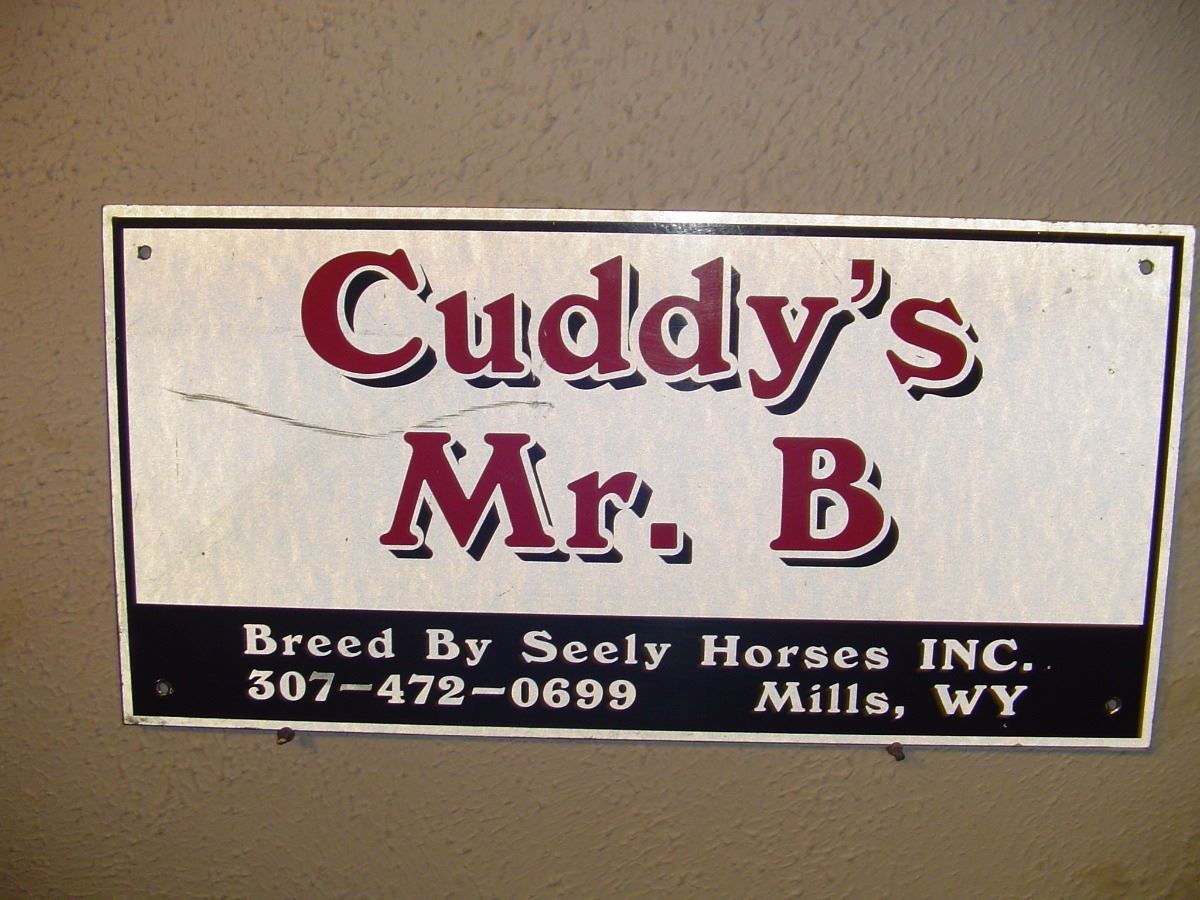 Cuddy's
Mr. B
Breed By Seely Horses INC.
307-472-0699 Mills, WY